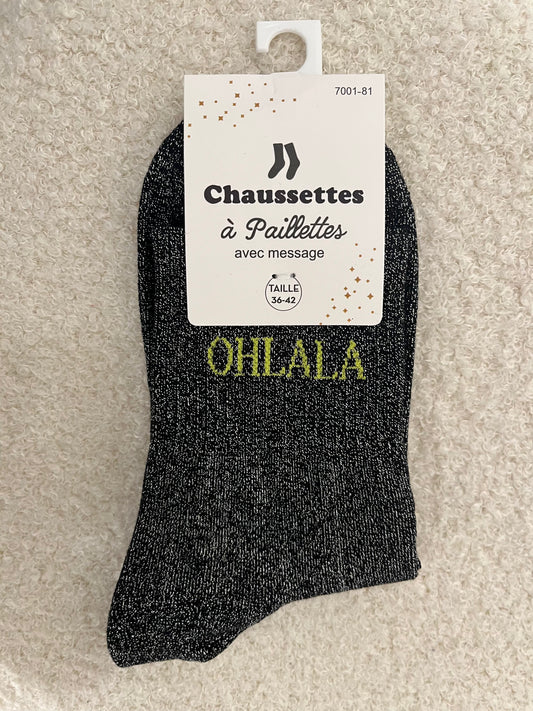 7001-81
Chaussettes
à Paillettes
avec message
TAILLE
36-42
OHLALA